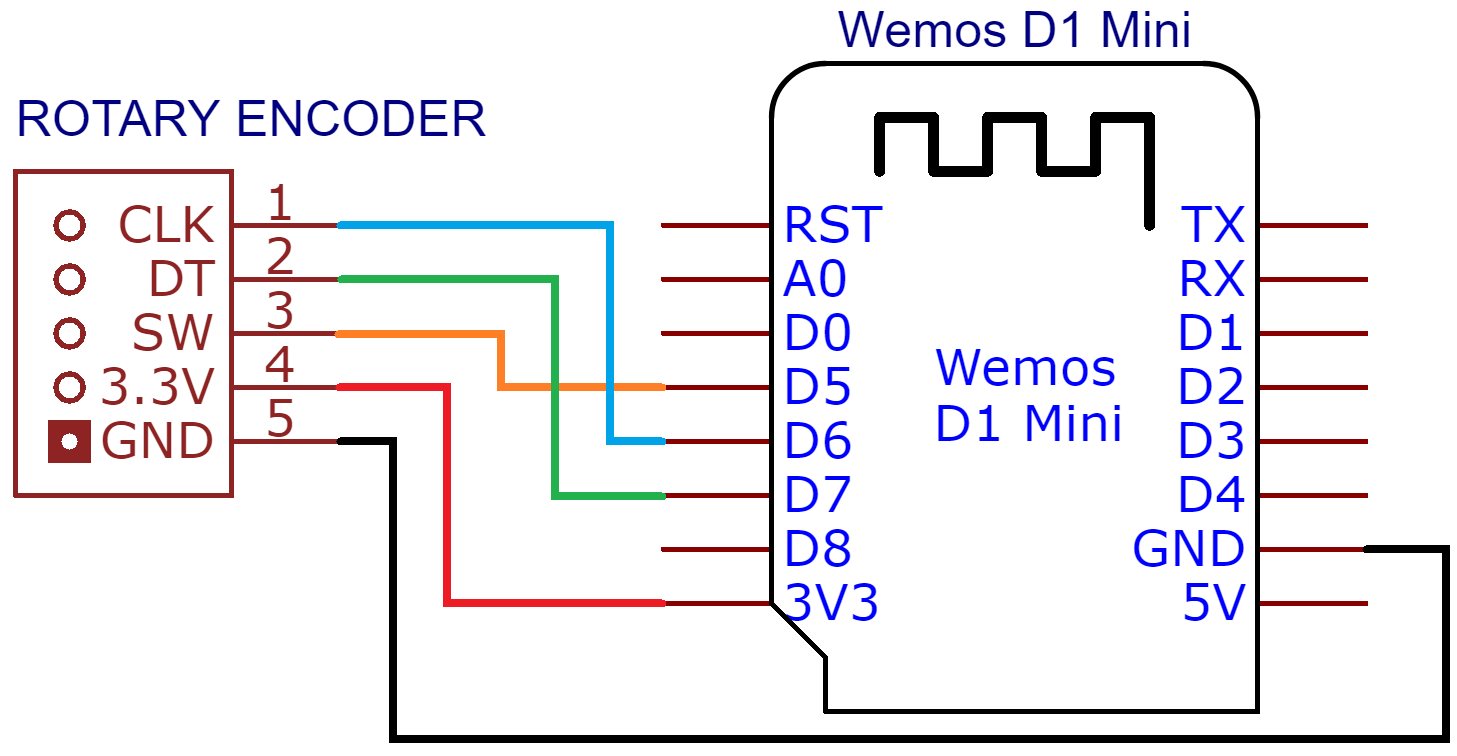 Wemos D1 Mini
ROTARY ENCODER
CLK 1
DT 2
SW 3
3.3V 4
GND 5
RST
A0
D0
D5
D6
D7
D8
3V3
Wemos
D1 Mini
TX
RX
D1
D2
D3
D4
GND
5V